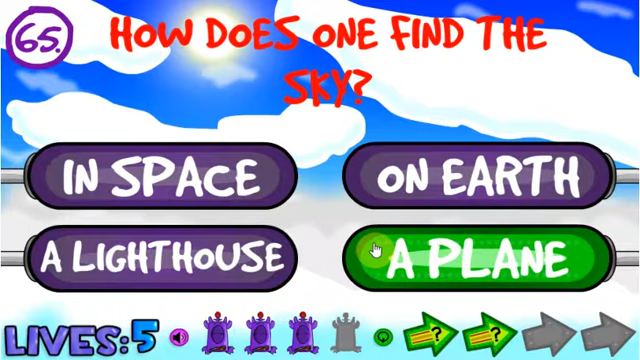 65.
HOW DOES ONE FIND THE
SKY?
IN SPACE
ON EARTH
A LIGHTHOUSE
A PLANE
LIVES:5
? ?